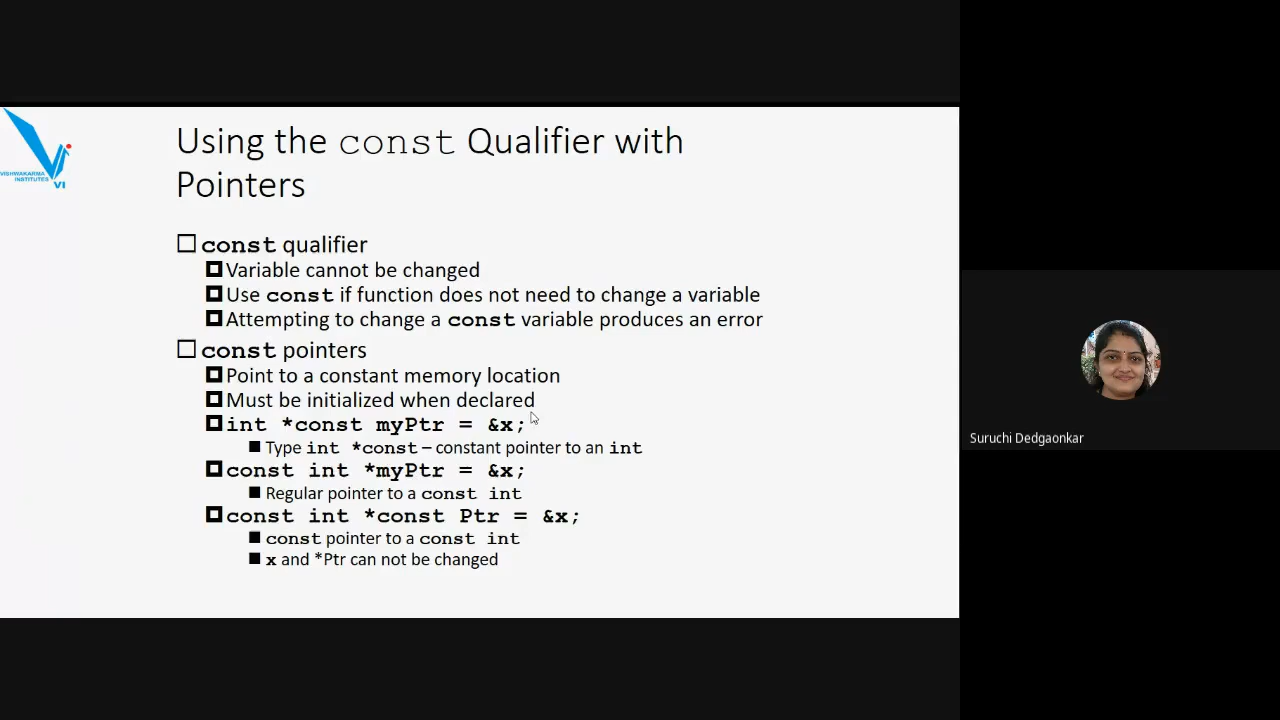 Using the const Qualifier with
Pointers
VISHWAKARMA
INSTITUTES
VI
const qualifier
Variable cannot be changed
Use const if function does not need to change a variable
Attempting to change a const variable produces an error
const pointers
Point to a constant memory location
Must be initialized when declared
int *const myPtr = &x;
Type int *const – constant pointer to an int
const int *myPtr = &x;
Regular pointer to a const int
const int *const Ptr = &x;
const pointer to a const int
x and *Ptr can not be changed
Suruchi Dedgaonkar